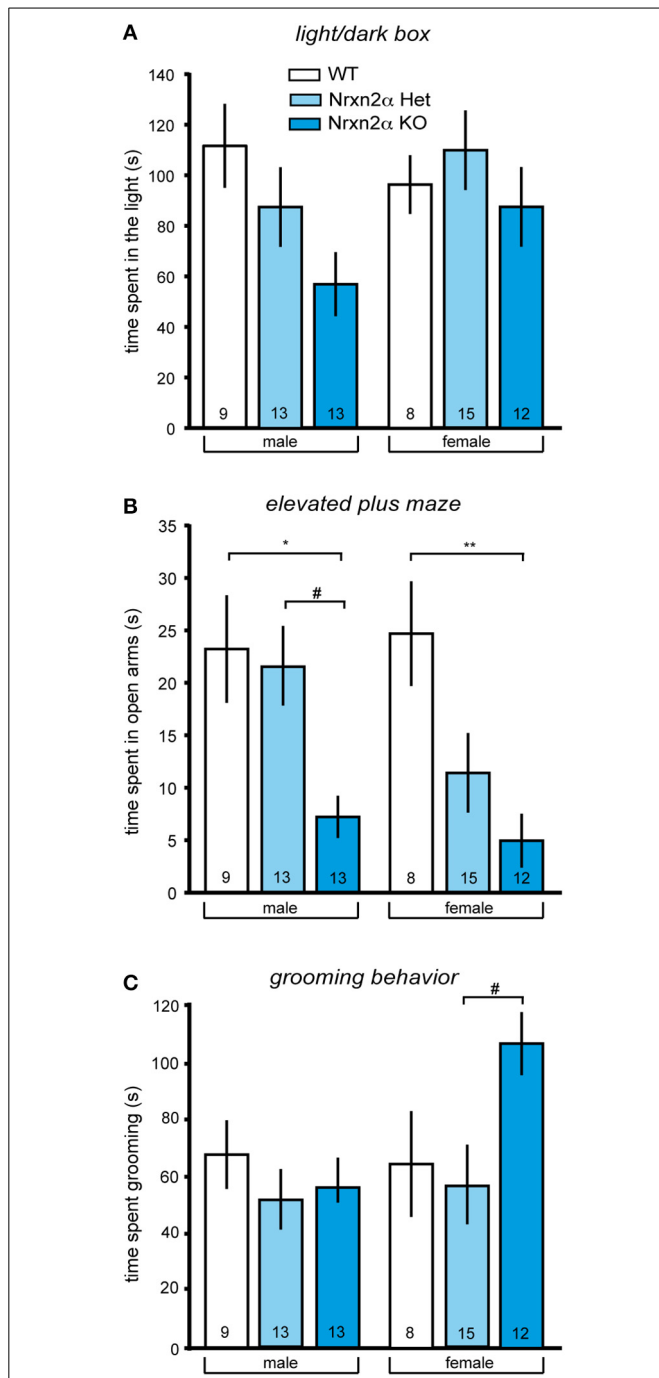 A
light/dark box
WT
Nrxn2α Het
Nrxn2α KO
time spent in the light (s)
140
120
100
80
60
40
20
0
9 13 13 8 15 12
male female
B
elevated plus maze
time spent in open arms (s)
35
30
25
20
15
10
5
0
* **
#
9 13 13 8 15 12
male female
C
grooming behavior
time spent grooming (s)
120
100
80
60
40
20
0
#
9 13 13 8 15 12
male female